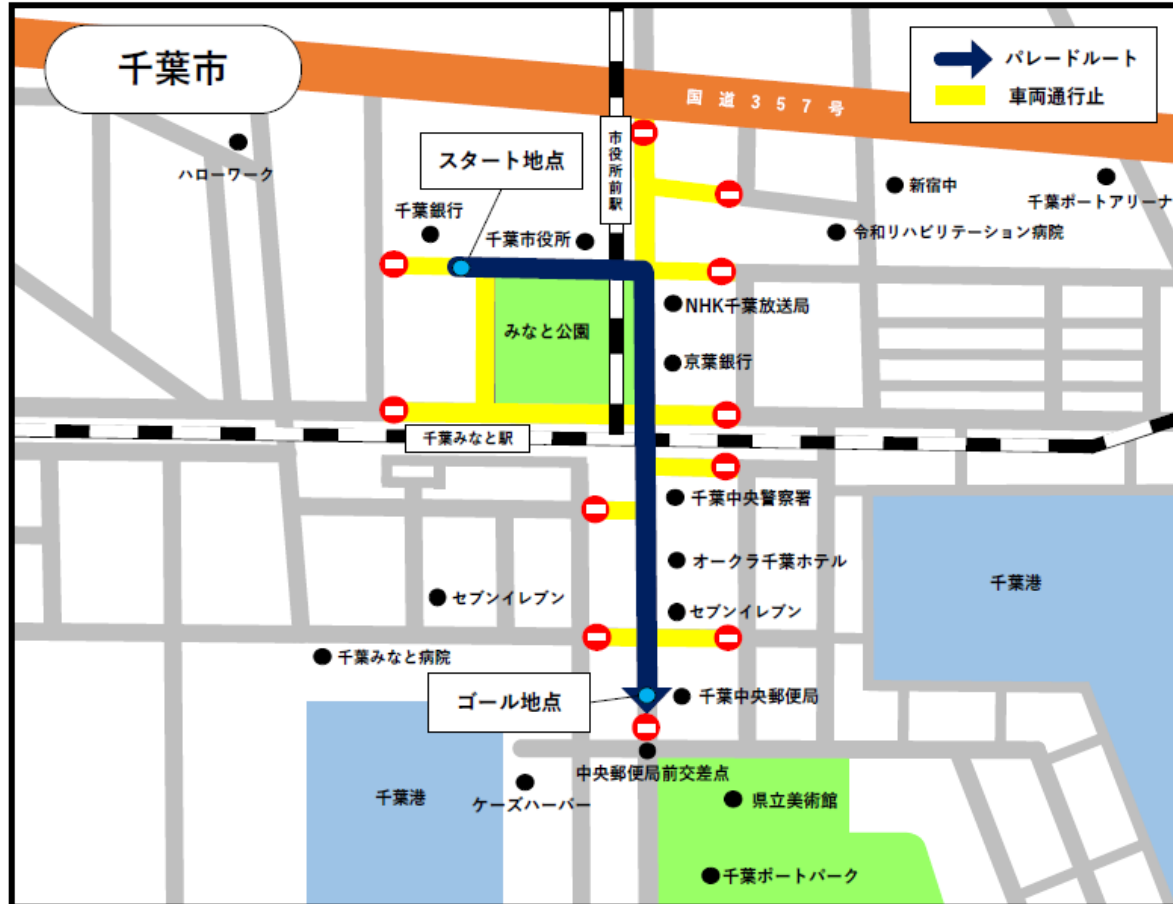 千葉市
パレードルート
車両通行止
国道357号
市役所前駅
スタート地点
ハローワーク
千葉銀行
千葉市役所
新宿中
千葉ポートアリーナ
令和リハビリテーション病院
NHK千葉放送局
みなと公園
京葉銀行
千葉みなと駅
千葉中央警察署
オークラ千葉ホテル
千葉港
セブンイレブン
セブンイレブン
千葉みなと病院
ゴール地点
千葉中央郵便局
中央郵便局前交差点
千葉港
ケーズハーバー
県立美術館
千葉ポートパーク